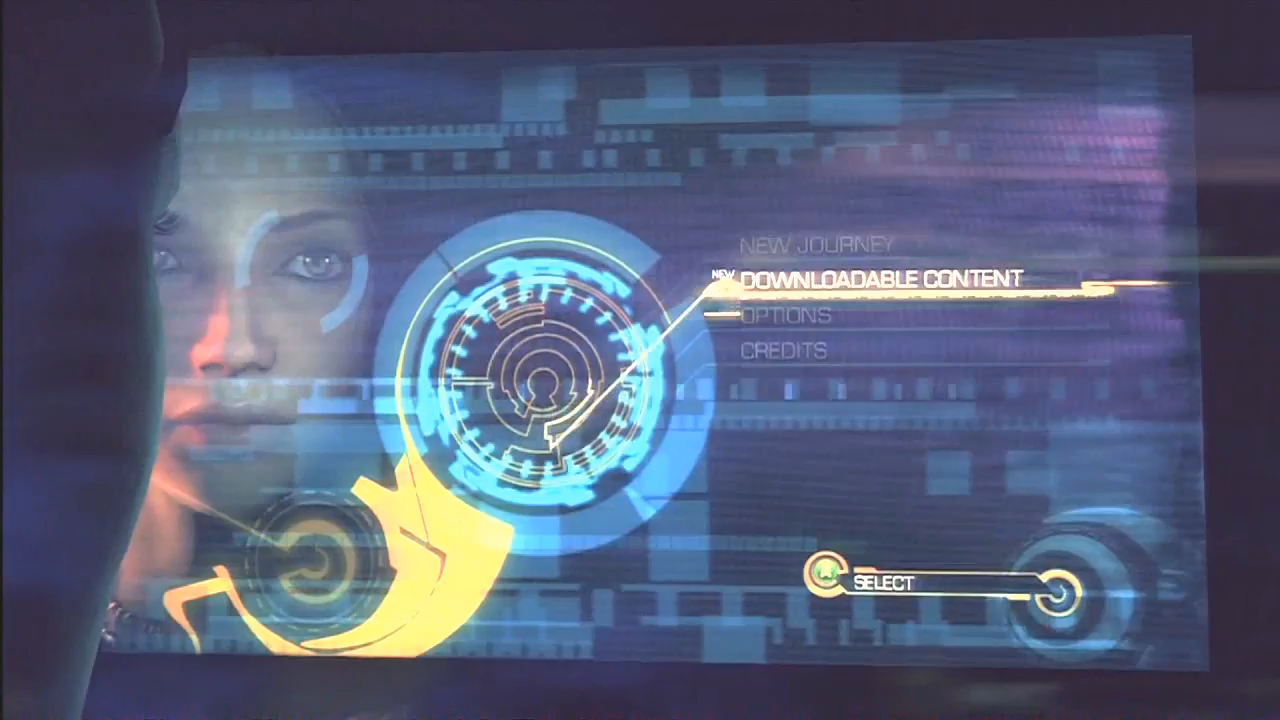 NEW JOURNEY
NEW DOWNLOADABLE CONTENT
OPTIONS
CREDITS
SELECT